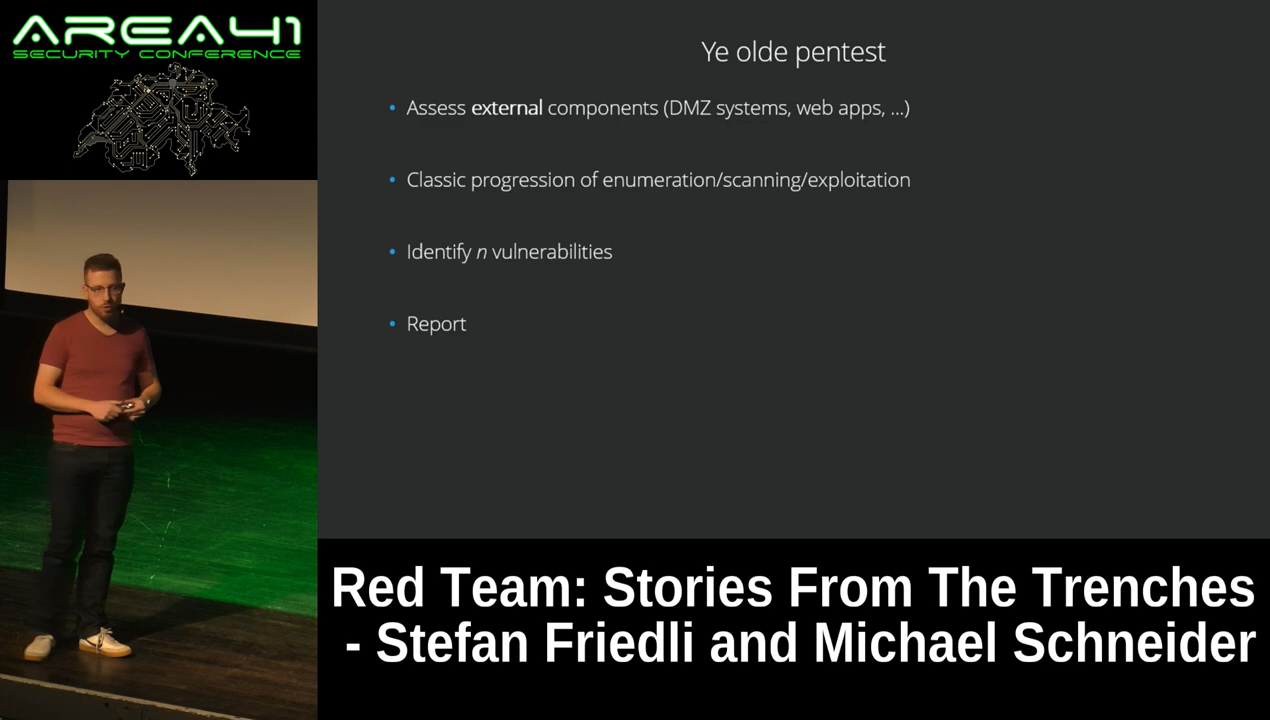 AREA41
SECURITY CONFERENCE
Ye olde pentest
• Assess external components (DMZ systems, web apps, ...)
• Classic progression of enumeration/scanning/exploitation
• Identify n vulnerabilities
• Report
Red Team: Stories From The Trenches
- Stefan Friedli and Michael Schneider